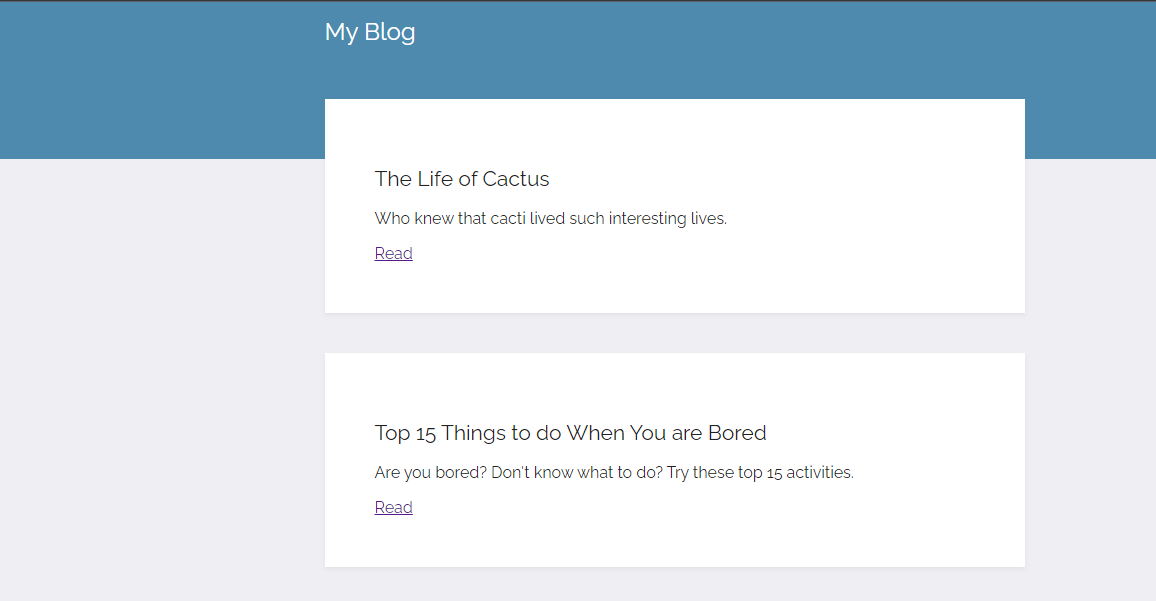 My Blog
The Life of Cactus
Who knew that cacti lived such interesting lives.
Read
Top 15 Things to do When You are Bored
Are you bored? Don't know what to do? Try these top 15 activities.
Read